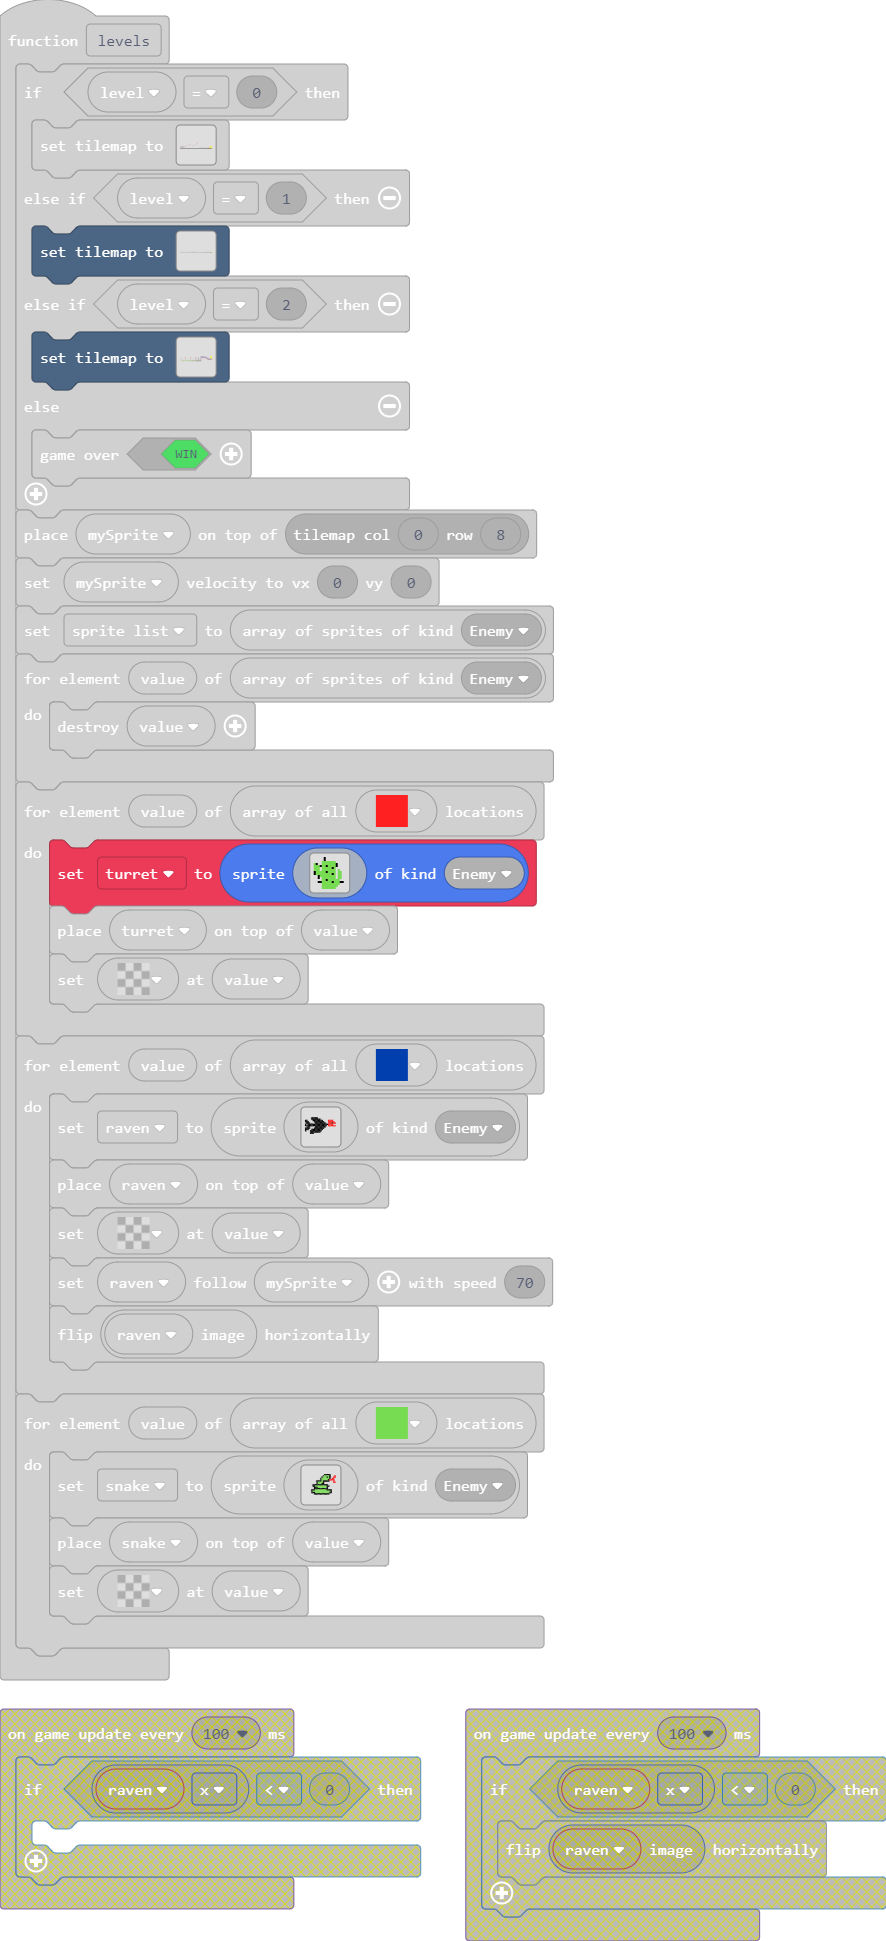 function levels
if level = 0 then
set tilemap to
else if level = 1 then
set tilemap to
else if level = 2 then
set tilemap to
else
game over WIN
place mySprite on top of tilemap col 0 row 8
set mySprite velocity to vx 0 vy 0
set sprite list to array of sprites of kind Enemy
for element value of array of sprites of kind Enemy
do destroy value
for element value of array of all locations
do set turret to sprite of kind Enemy
place turret on top of value
set at value
for element value of array of all locations
do set raven to sprite of kind Enemy
place raven on top of value
set at value
set raven follow mySprite with speed 70
flip raven image horizontally
for element value of array of all locations
do set snake to sprite of kind Enemy
place snake on top of value
set at value
on game update every 100 ms
if raven x < 0 then
on game update every 100 ms
if raven x < 0 then
flip raven image horizontally